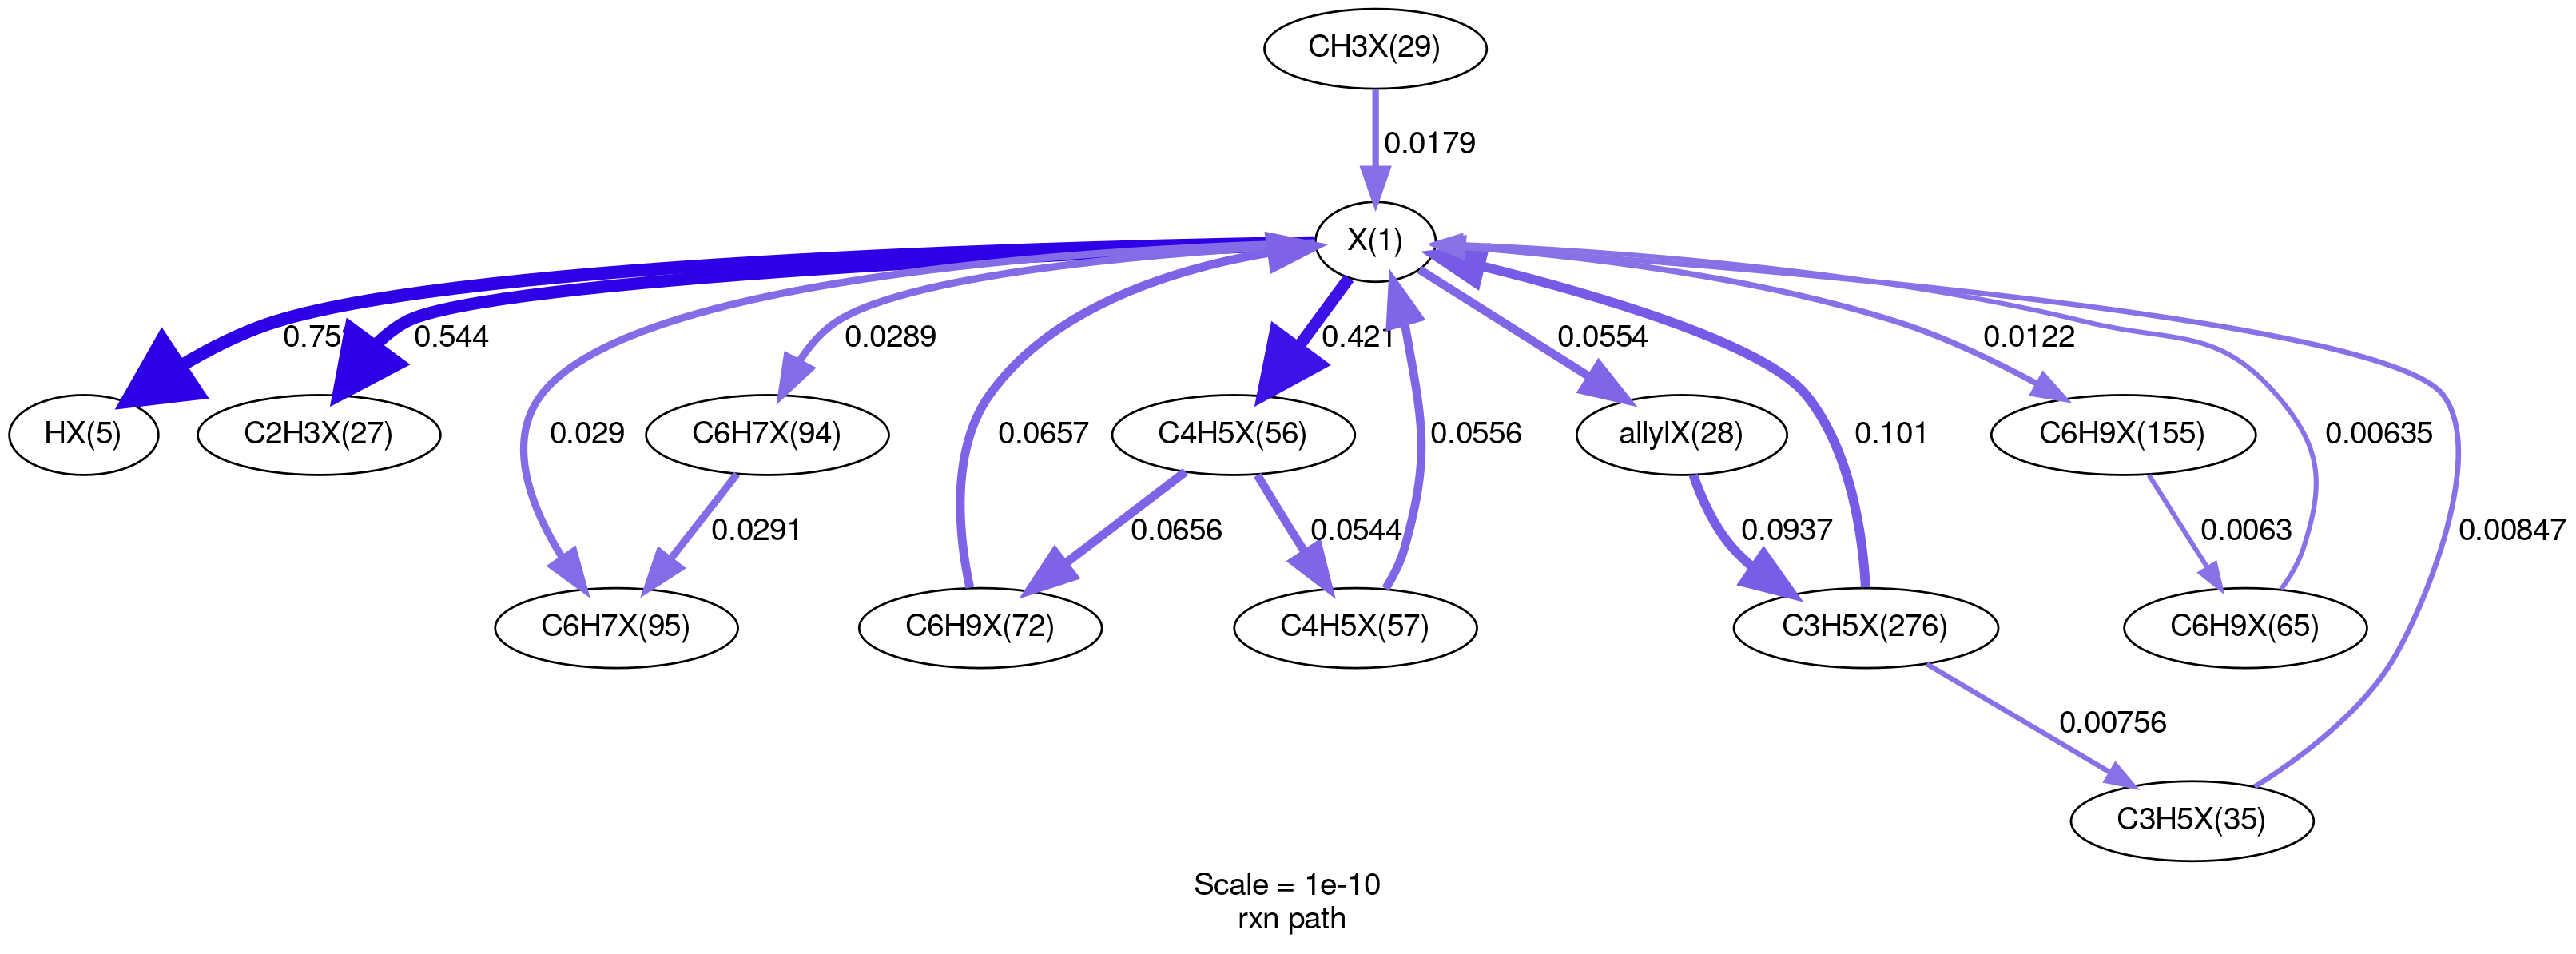 CH3X(29)
0.0179
X(1)
0.544
0.0289
0.421
0.0554
0.0122
HX(5)
C2H3X(27)
0.029
C6H7X(94)
0.0657
C4H5X(56)
0.0556
allylX(28)
0.101
C6H9X(155)
0.00635
0.0291
0.0656
0.0544
0.0937
0.0063
0.00847
C6H7X(95)
C6H9X(72)
C4H5X(57)
C3H5X(276)
C6H9X(65)
0.00756
C3H5X(35)
Scale = 1e-10
rxn path